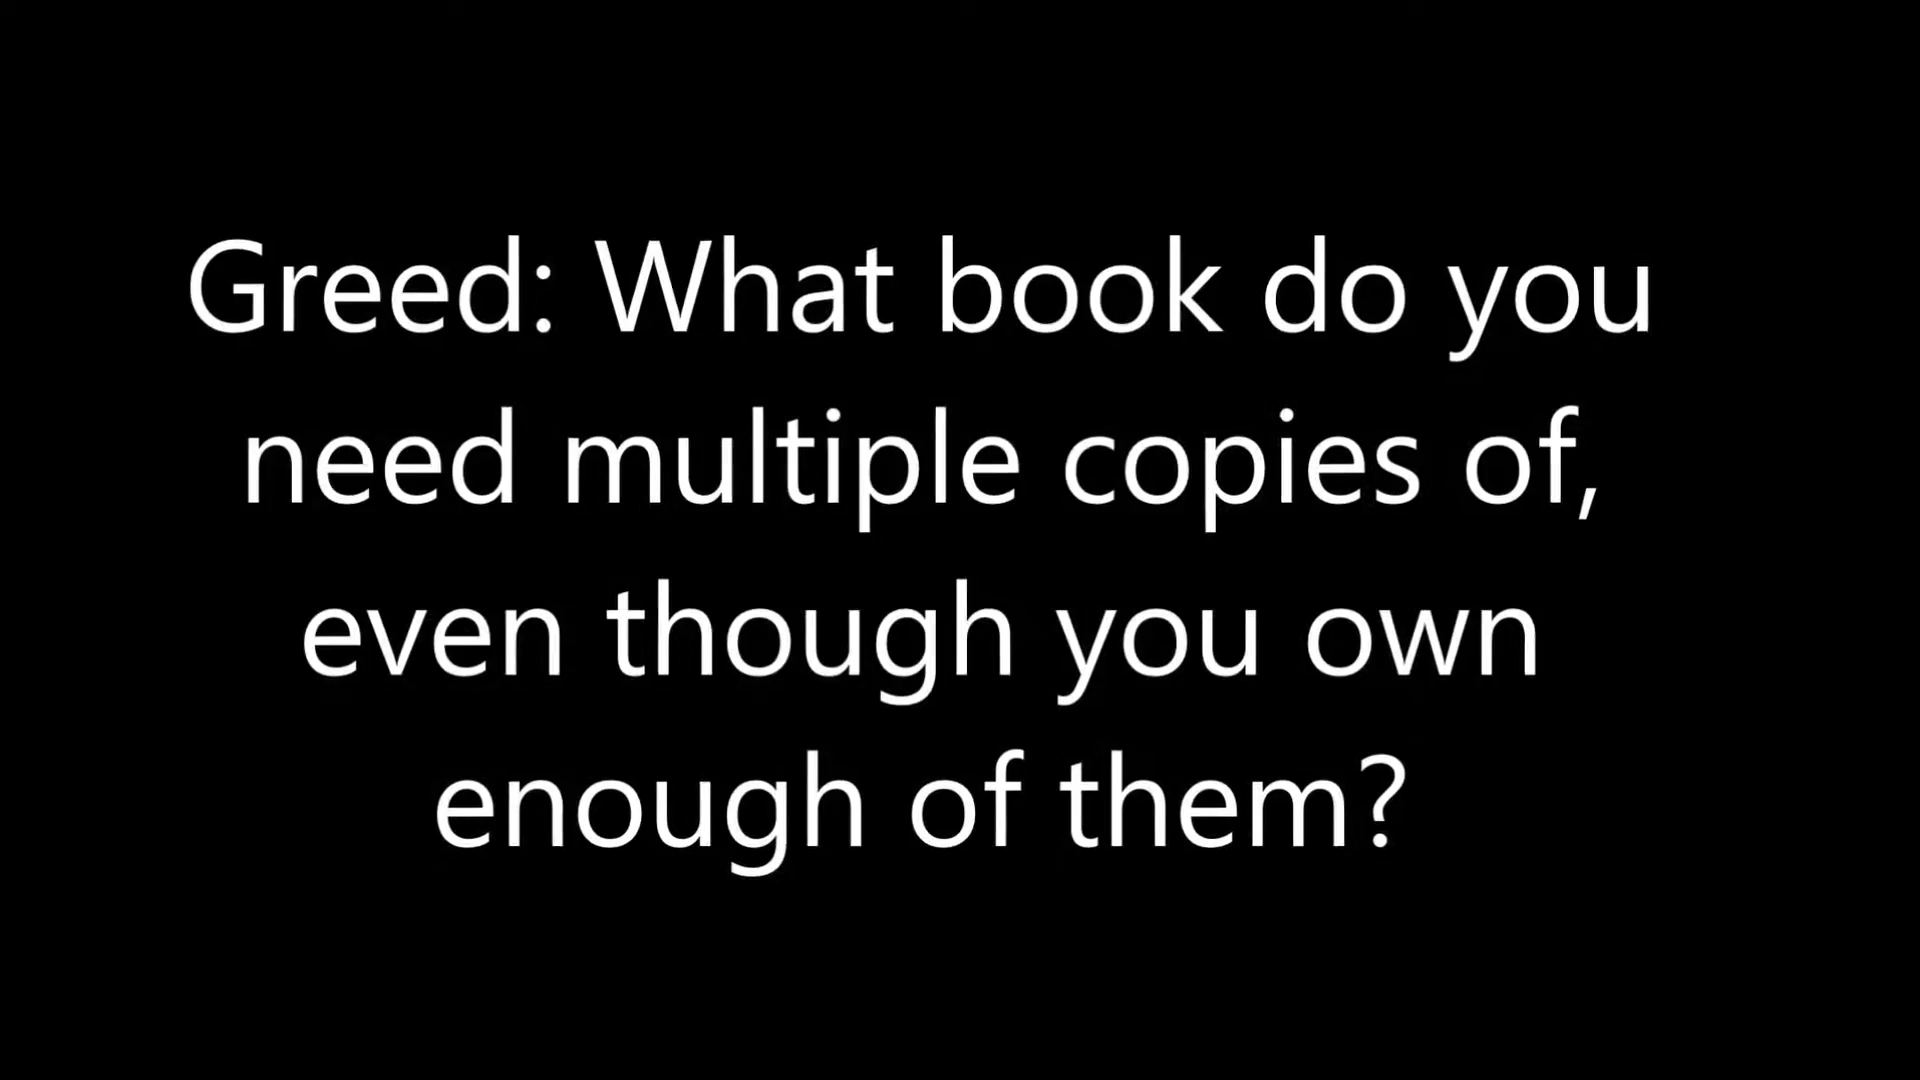 Greed: What book do you
need multiple copies of,
even though you own
enough of them?